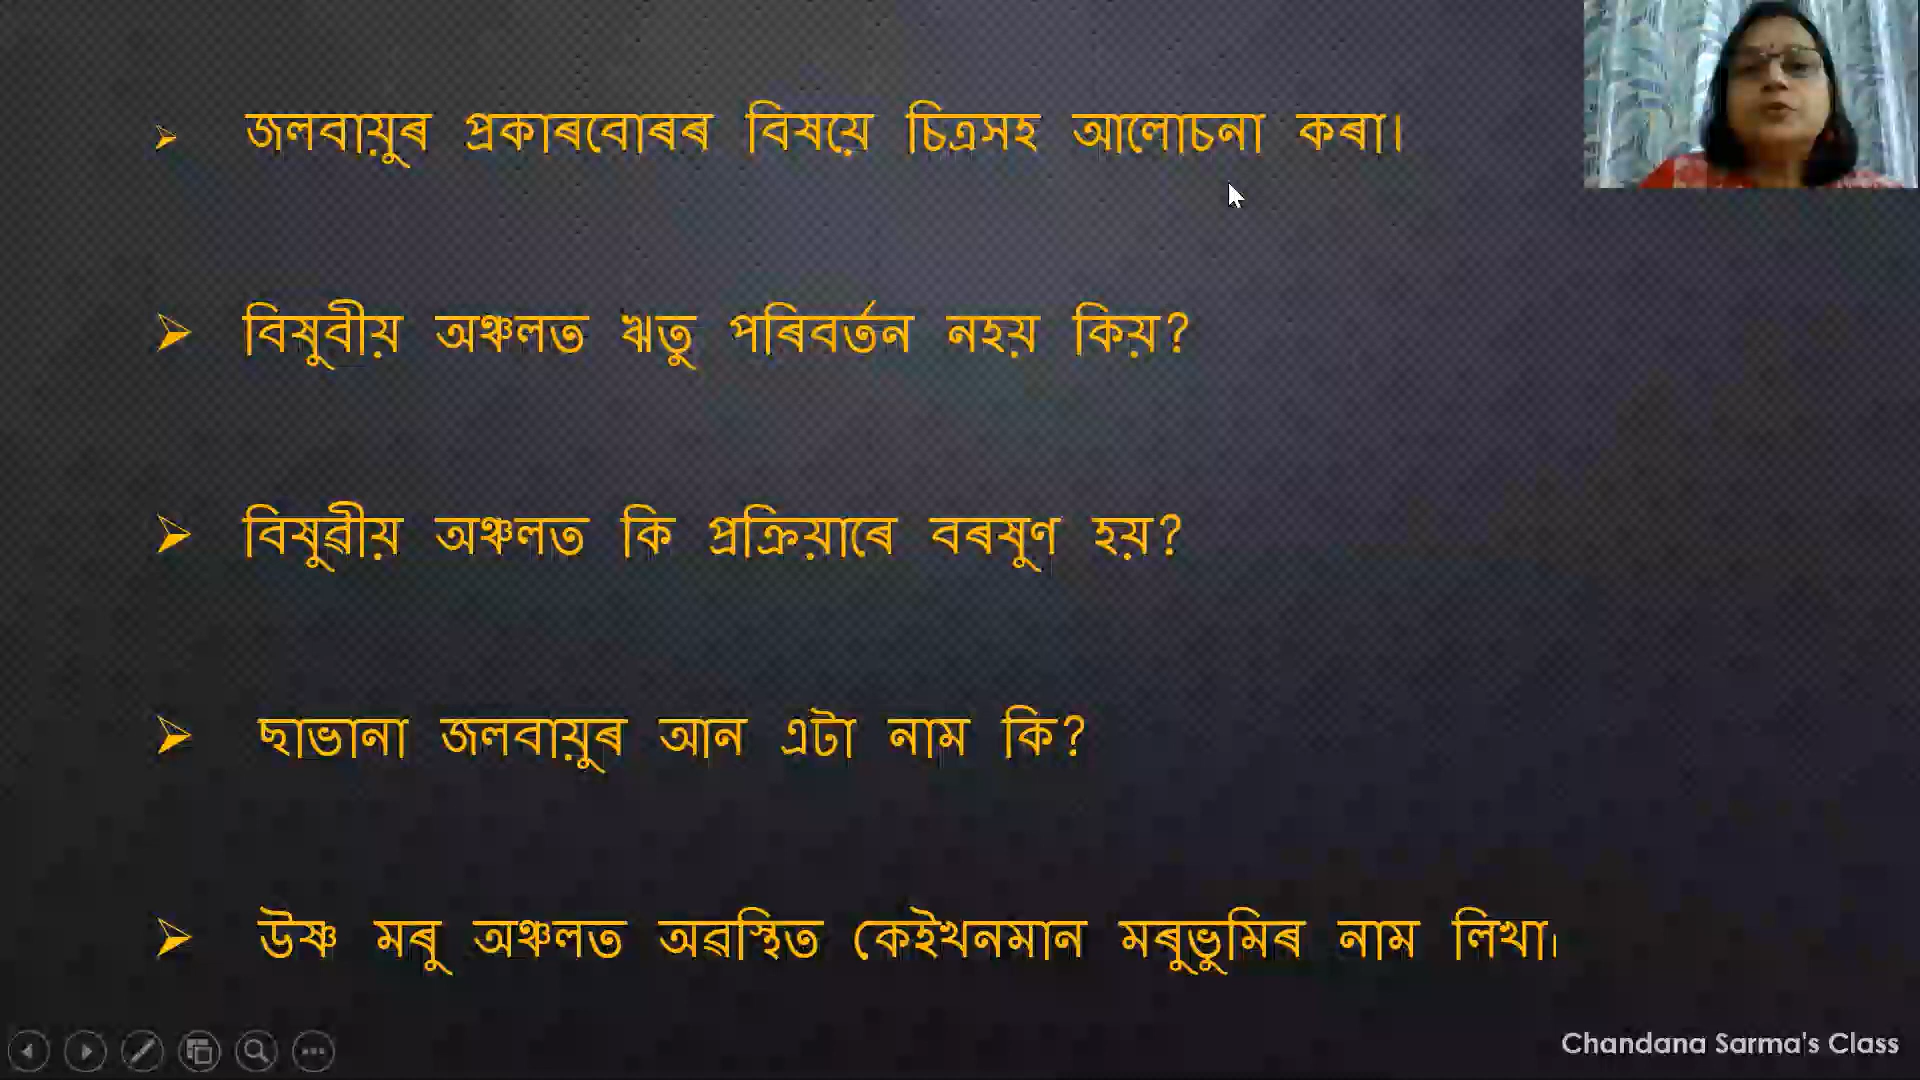 জলবায়ুৰ প্ৰকাৰবোৰৰ বিষয়ে চিত্ৰসহ আলোচনা কৰা।
বিষুবীয় অঞ্চলত ঋতু পৰিবৰ্তন নহয় কিয়?
বিষুৱীয় অঞ্চলত কি প্ৰক্ৰিয়াৰে বৰষুণ হয়?
ছাভানা জলবায়ুৰ আন এটা নাম কি?
উষ্ণ মৰু অঞ্চলত অৱস্থিত কেইখনমান মৰুভুমিৰ নাম লিখা।
Chandana Sarma's Class